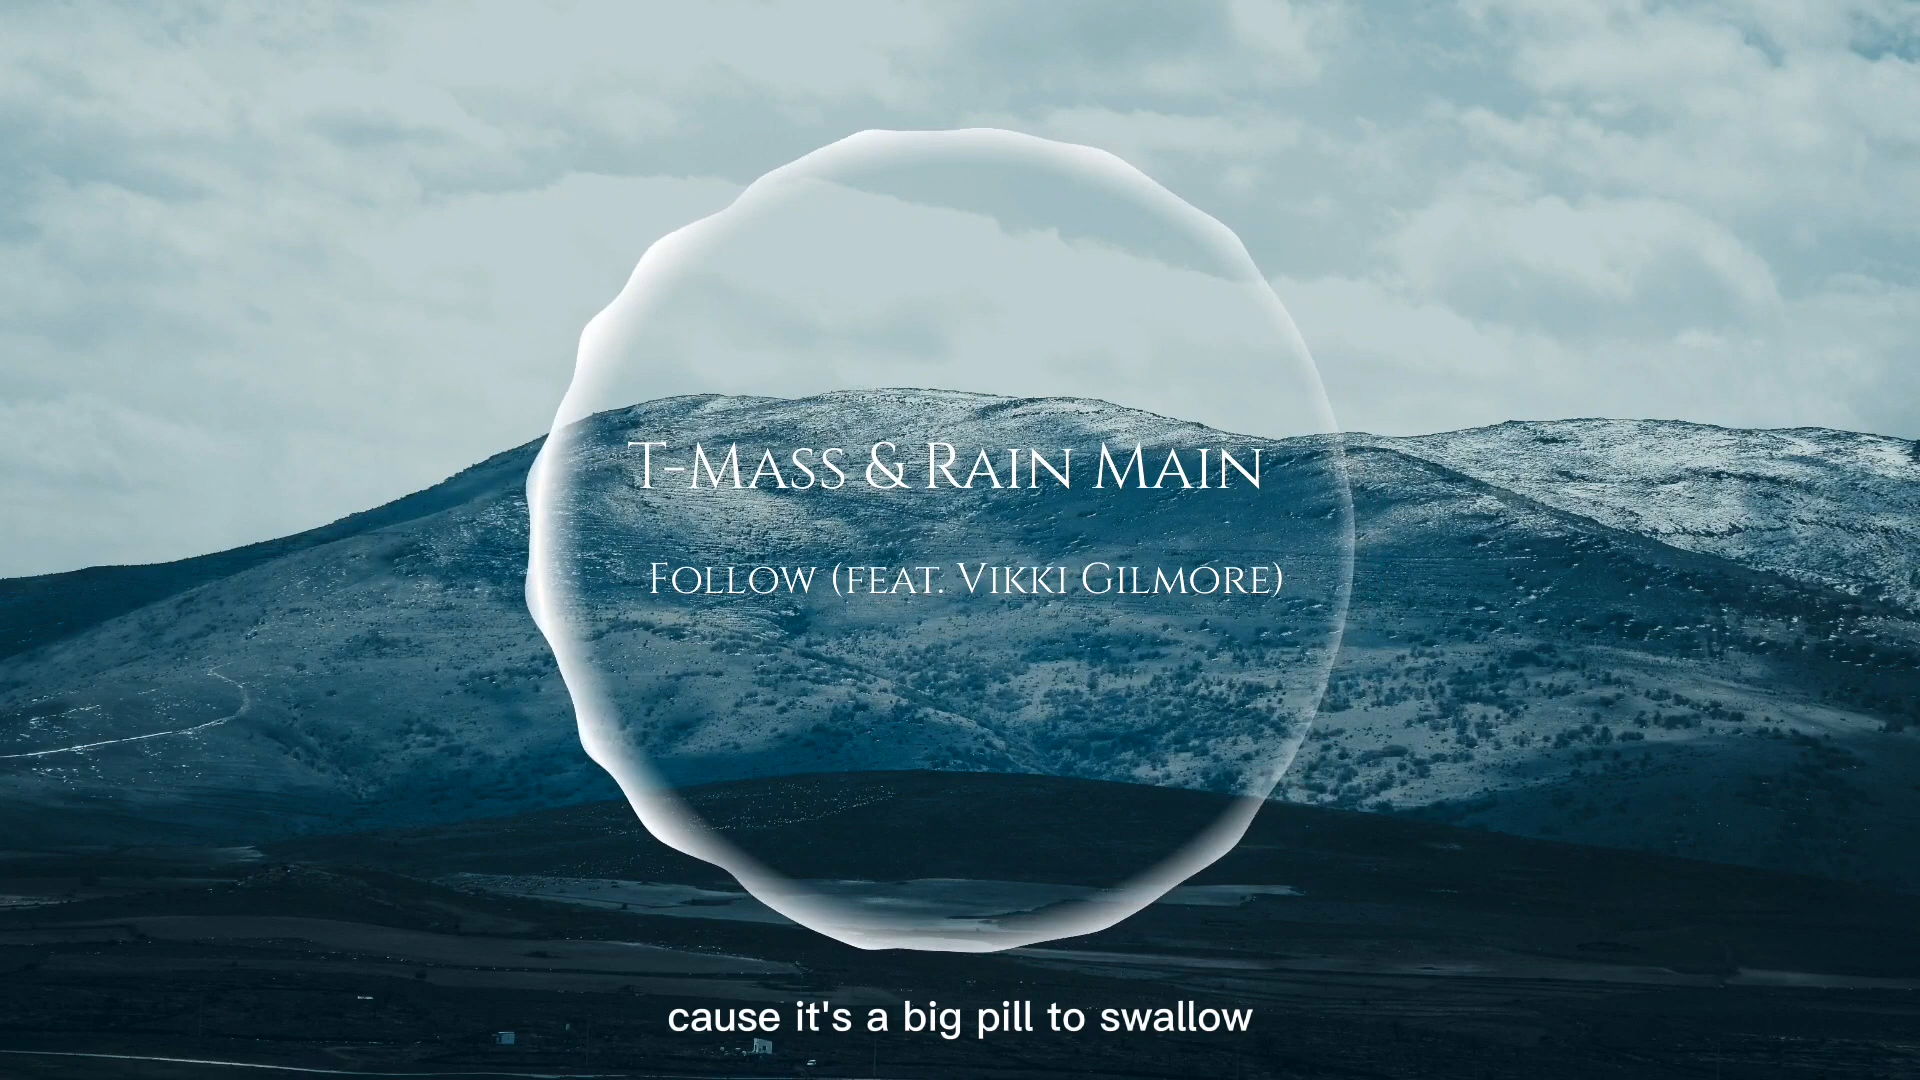 T-Mass & Rain Main
Follow (feat. Vikki Gilmore)
cause it's a big pill to swallow